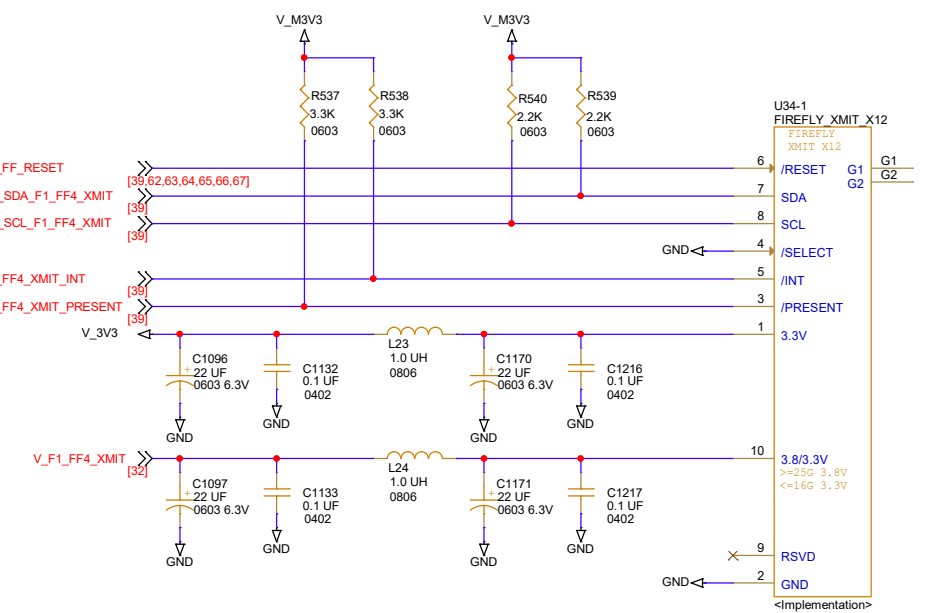 V_M3V3
V_M3V3
R537
3.3K
0603
R538
3.3K
0603
R540
2.2K
0603
R539
2.2K
0603
U34-1
FIREFLY_XMIT_X12
FIREFLY
XMIT X12
_FF_RESET
[39,62,63,64,65,66,67]
6
/RESET
G1
G1
G2
G2
_SDA_F1_FF4_XMIT
[39]
7
SDA
_SCL_F1_FF4_XMIT
[39]
8
SCL
GND
4
/SELECT
_FF4_XMIT_INT
[39]
5
/INT
_FF4_XMIT_PRESENT
[39]
3
/PRESENT
V_3V3
1
3.3V
C1096
22 UF
0603 6.3V
GND
C1132
0.1 UF
0402
GND
L23
1.0 UH
0806
C1170
22 UF
0603 6.3V
GND
C1216
0.1 UF
0402
GND
V_F1_FF4_XMIT
[32]
10
3.8/3.3V
>=25G 3.8V
<=16G 3.3V
C1097
22 UF
0603 6.3V
GND
C1133
0.1 UF
0402
GND
L24
1.0 UH
0806
C1171
22 UF
0603 6.3V
GND
C1217
0.1 UF
0402
GND
9
RSVD
GND
2
GND
<Implementation>